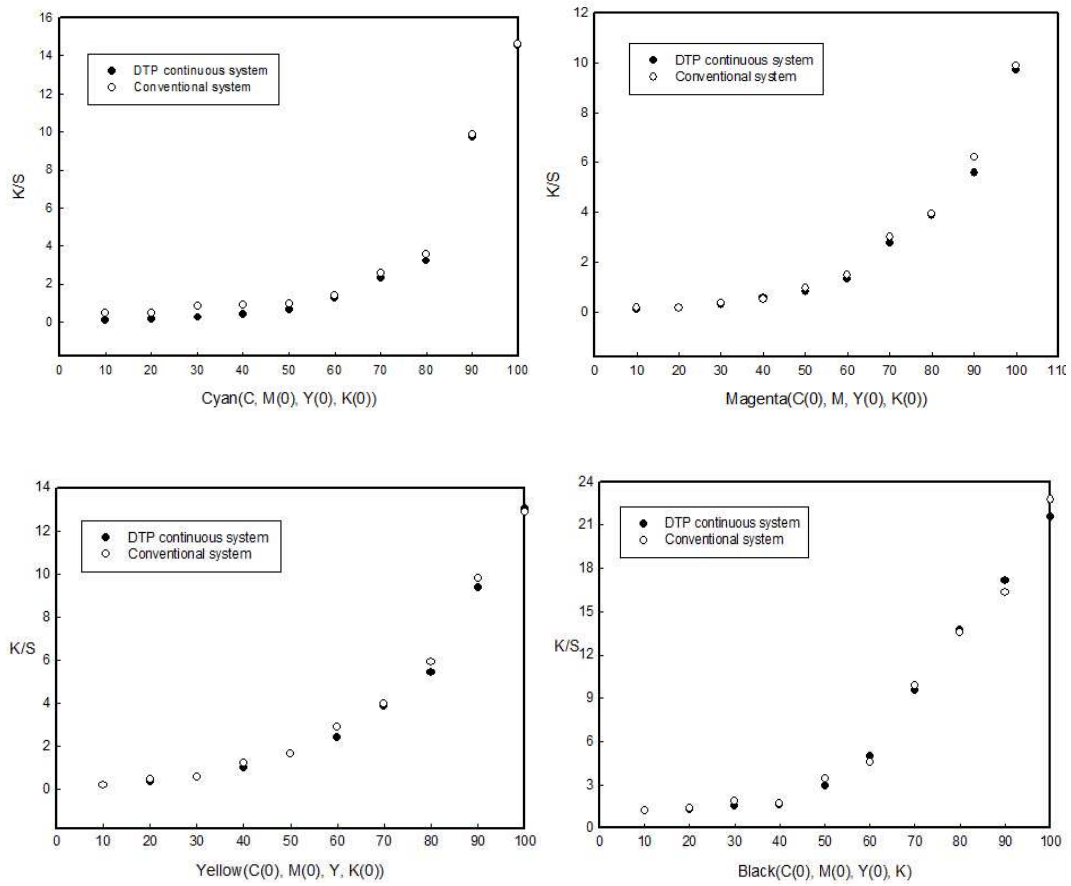 16
14
12
10
8
6
4
2
0
K/S
DTP continuous system
Conventional system
0 10 20 30 40 50 60 70 80 90 100
Cyan(C, M(0), Y(0), K(0))
12
10
8
6
4
2
0
K/S
DTP continuous system
Conventional system
0 10 20 30 40 50 60 70 80 90 100 110
Magenta(C(0), M, Y(0), K(0))
14
12
10
8
6
4
2
0
K/S
DTP continuous system
Conventional system
0 10 20 30 40 50 60 70 80 90 100
Yellow(C(0), M(0), Y, K(0))
24
21
18
15
12
9
6
3
0
K/S
DTP continuous system
Conventional system
0 10 20 30 40 50 60 70 80 90 100
Black(C(0), M(0), Y(0), K)